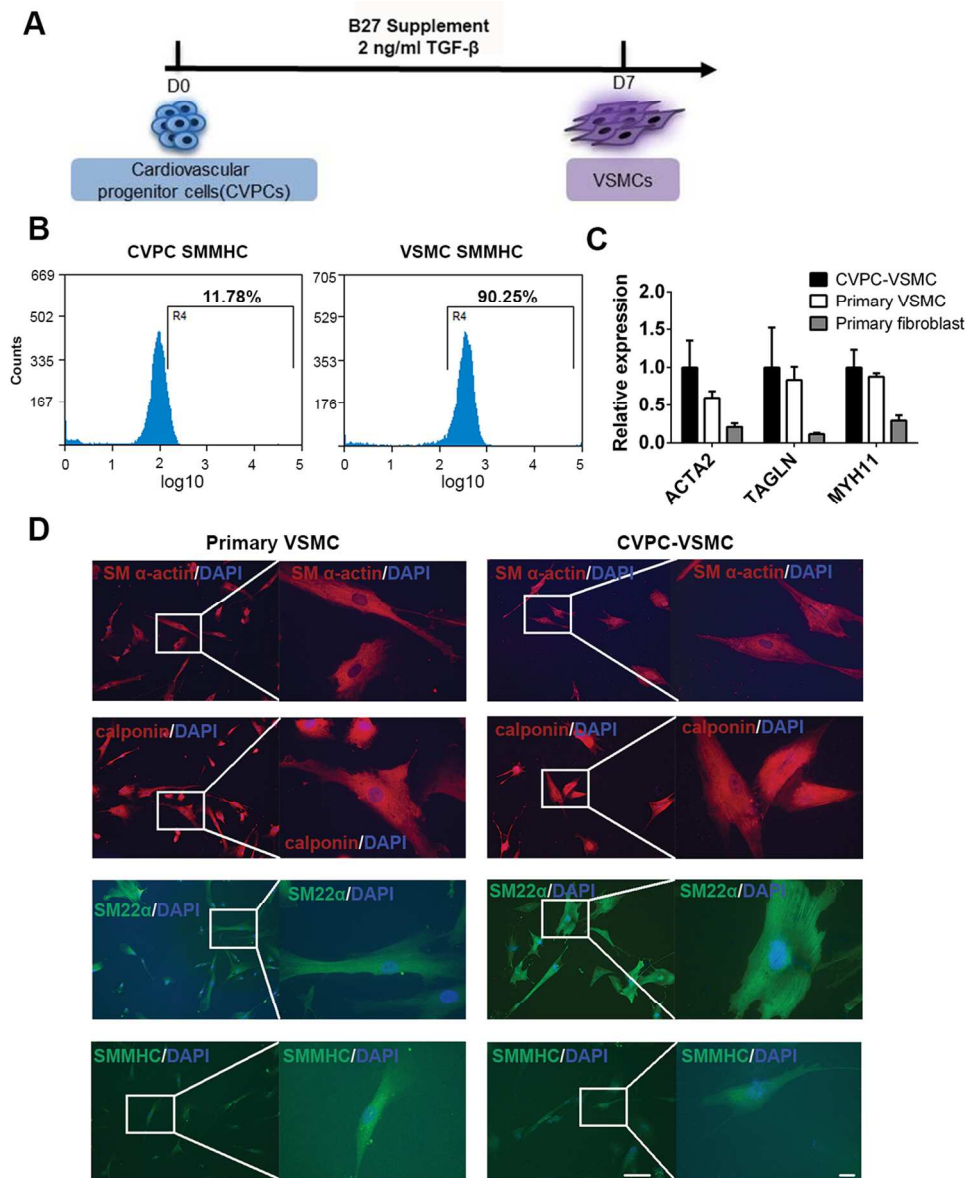 A
B27 Supplement
2 ng/ml TGF-β
D0
D7
Cardiovascular
progenitor cells(CVPCs)
VSMCs
B
CVPC SMMHC
669
502
335
167
11.78%
R4
Counts
0 1 2 3 4 5
log10
VSMC SMMHC
705
529
353
176
90.25%
R4
0 1 2 3 4 5
log10
C
CVPC-VSMC
Primary VSMC
Primary fibroblast
Relative expression
2.0
1.5
1.0
0.5
0.0
ACTA2
TAGLN
MYH11
D
Primary VSMC
CVPC-VSMC
SM α-actin/DAPI
SM α-actin/DAPI
SM α-actin/DAPI
SM α-actin/DAPI
calponin/DAPI
calponin/DAPI
calponin/DAPI
calponin/DAPI
SM22α/DAPI
SM22α/DAPI
SM22α/DAPI
SM22α/DAPI
SMMHC/DAPI
SMMHC/DAPI
SMMHC/DAPI
SMMHC/DAPI